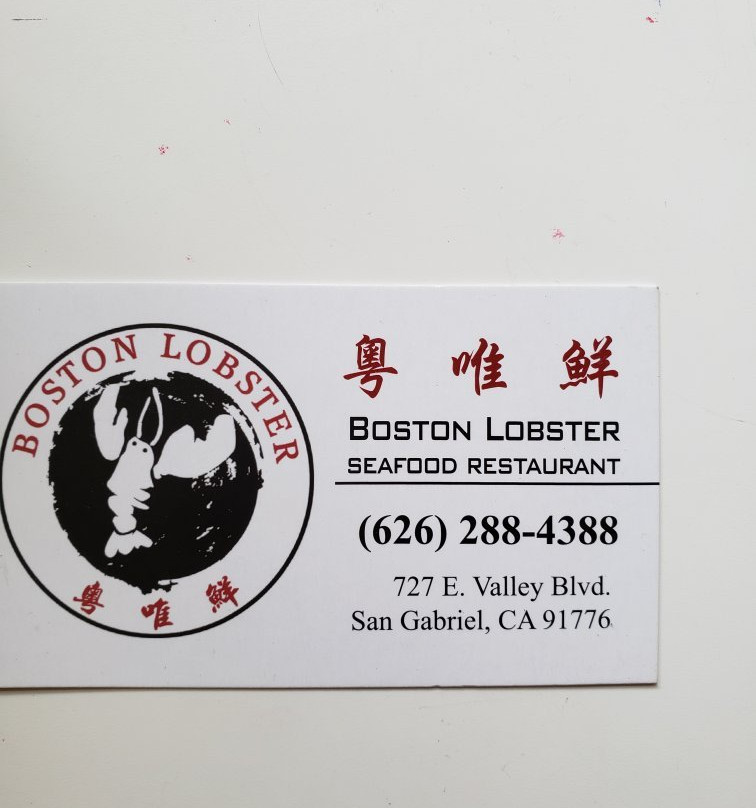 BOSTON LOBSTER
粵唯鮮
粵 唯 鮮
BOSTON LOBSTER
SEAFOOD RESTAURANT
(626) 288-4388
727 E. Valley Blvd.
San Gabriel, CA 91776